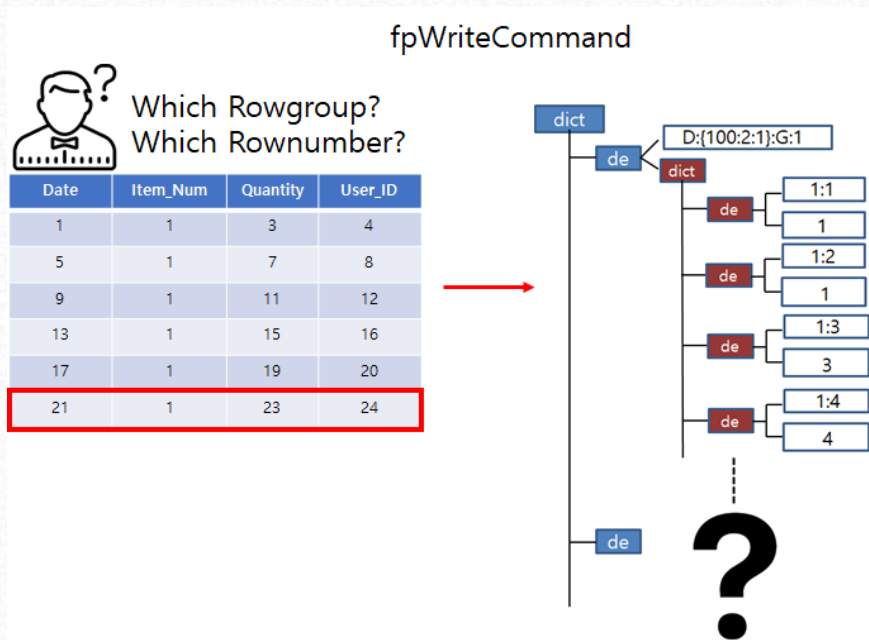 fpWriteCommand
Which Rowgroup?
Which Rownumber?
Date Item_Num Quantity User_ID
1 1 3 4
5 1 7 8
9 1 11 12
13 1 15 16
17 1 19 20
21 1 23 24
dict
de
D:{100:2:1}:G:1
dict
de
1:1
1
de
1:2
1
de
1:3
3
de
1:4
4
de
?